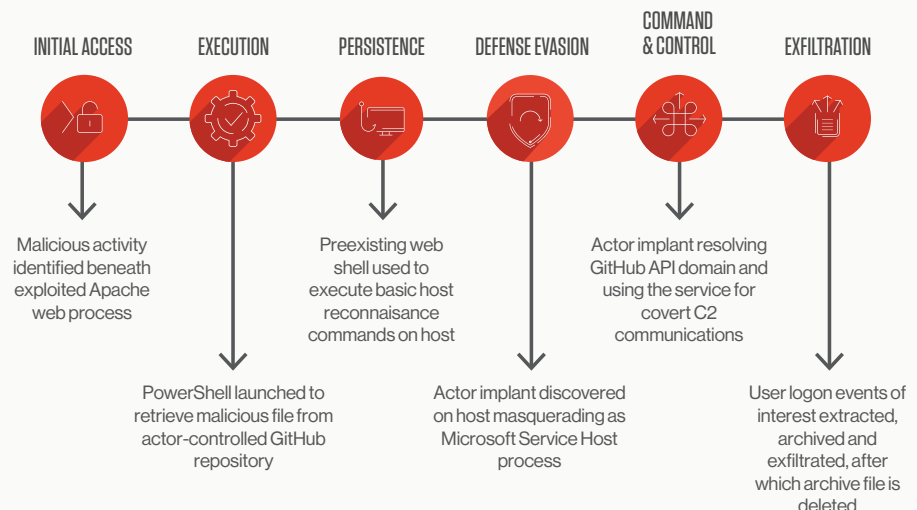 INITIAL ACCESS
EXECUTION
PERSISTENCE
DEFENSE EVASION
COMMAND
& CONTROL
EXFILTRATION
Malicious activity
identified beneath
exploited Apache
web process
PowerShell launched to
retrieve malicious file from
actor-controlled GitHub
repository
Preexisting web
shell used to
execute basic host
reconnaisance
commands on host
Actor implant discovered
on host masquerading as
Microsoft Service Host
process
Actor implant resolving
GitHub API domain and
using the service for
covert C2
communications
User logon events of
interest extracted,
archived and
exfiltrated, after
which archive file is
deleted